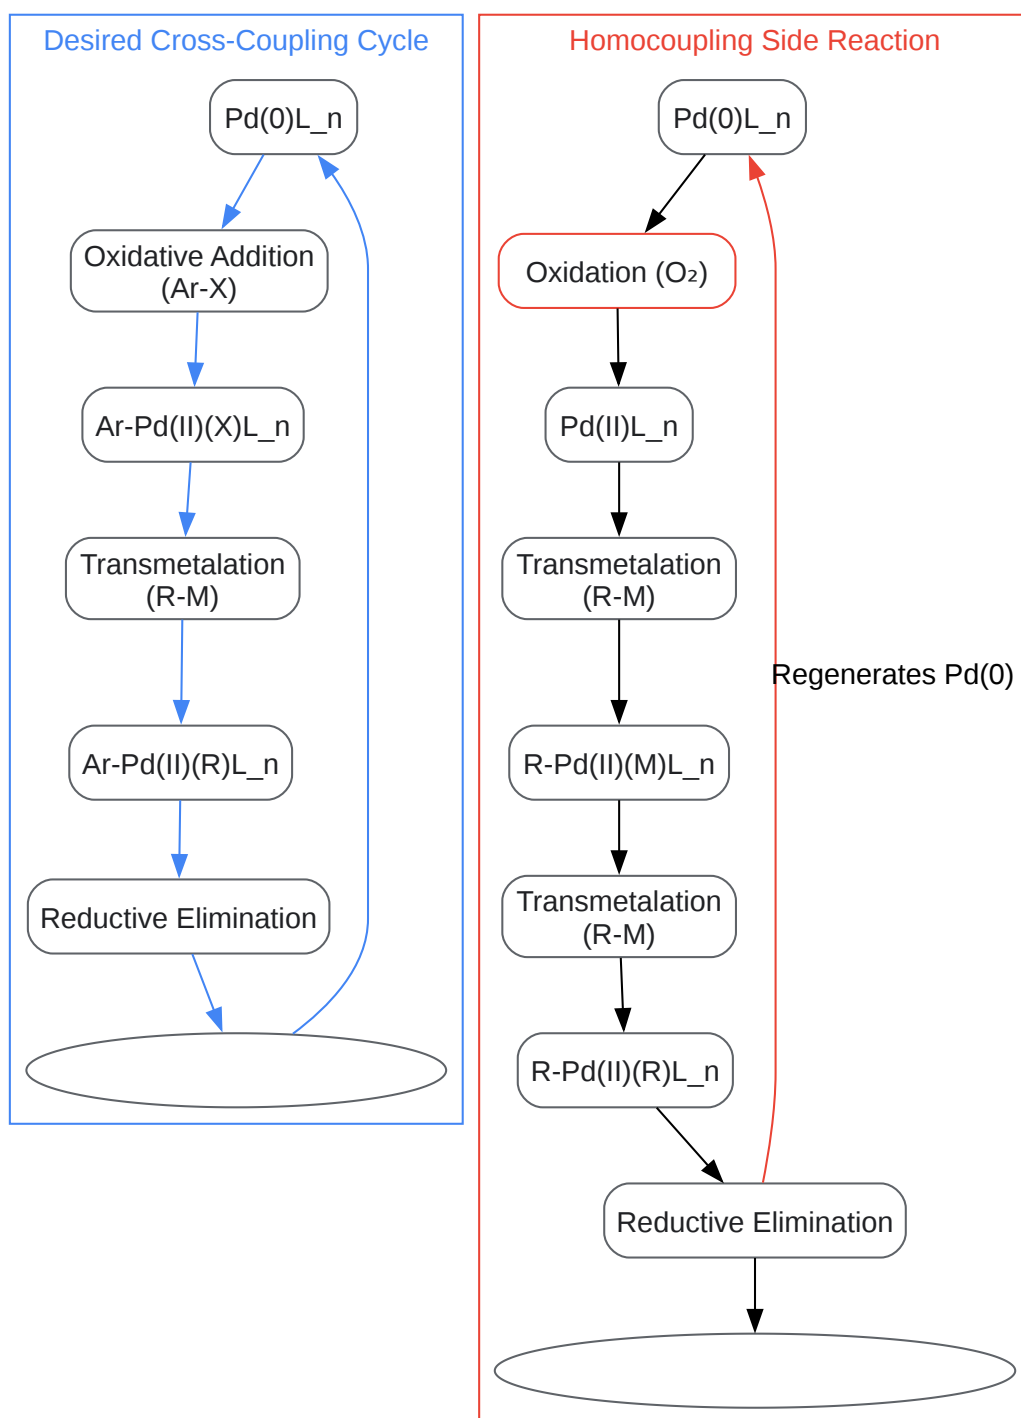 Desired Cross-Coupling Cycle
Pd(0)L_n
Oxidative Addition
(Ar-X)
Ar-Pd(II)(X)L_n
Transmetalation
(R-M)
Ar-Pd(II)(R)L_n
Reductive Elimination
Homocoupling Side Reaction
Pd(0)L_n
Oxidation (O₂)
Pd(II)L_n
Transmetalation
(R-M)
Regenerates Pd(0)
R-Pd(II)(M)L_n
Transmetalation
(R-M)
R-Pd(II)(R)L_n
Reductive Elimination